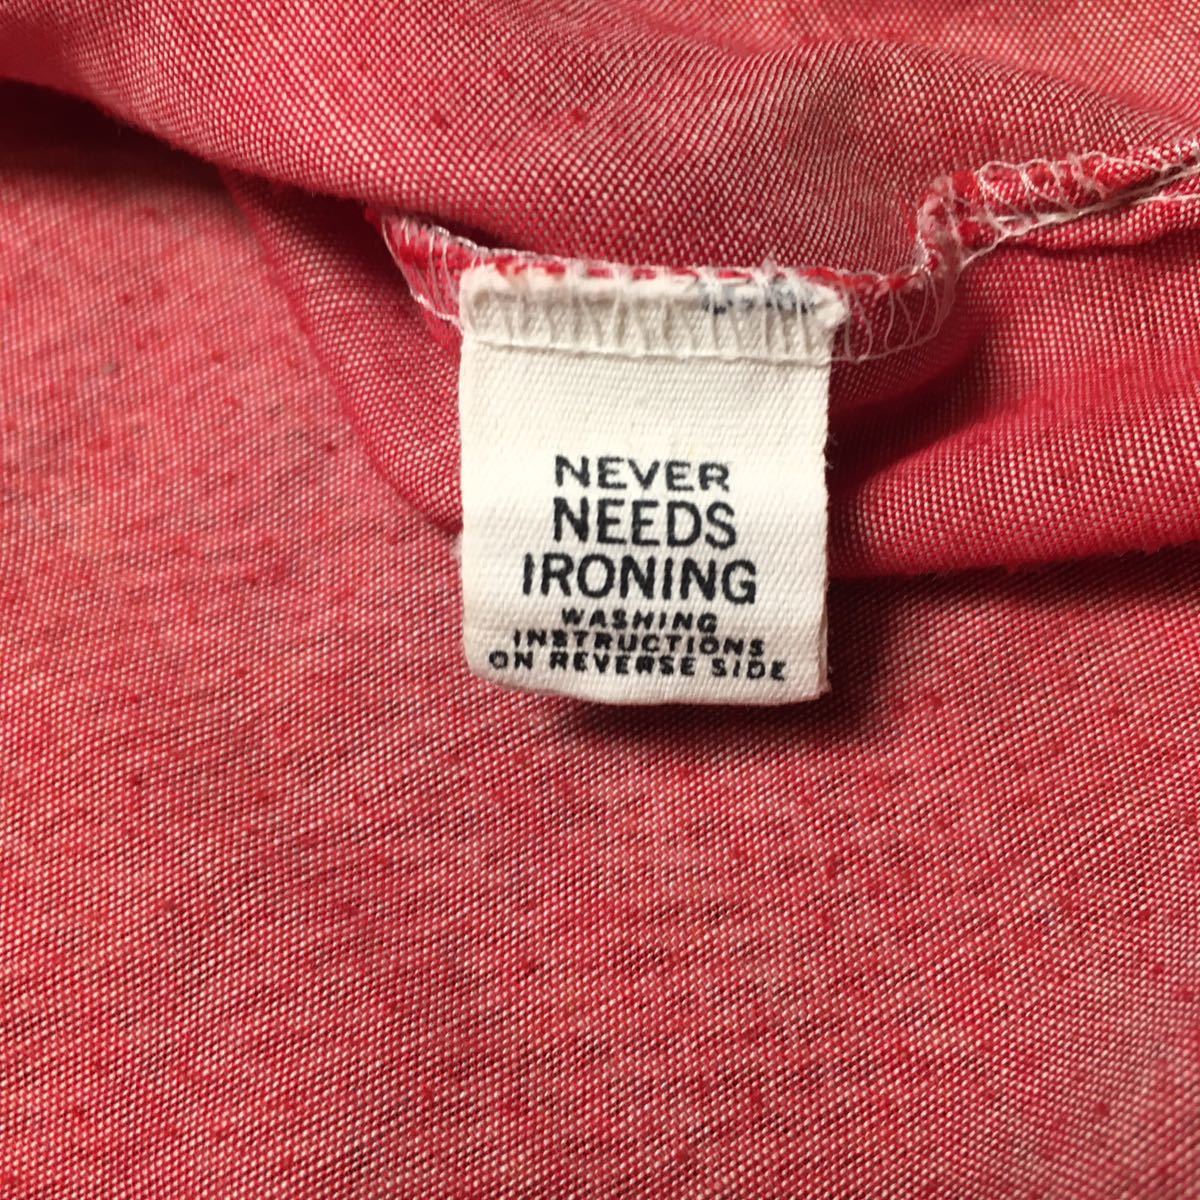 NEVER
NEEDS
IRONING
WASHING
INSTRUCTIONS
ON REVERSE SIDE